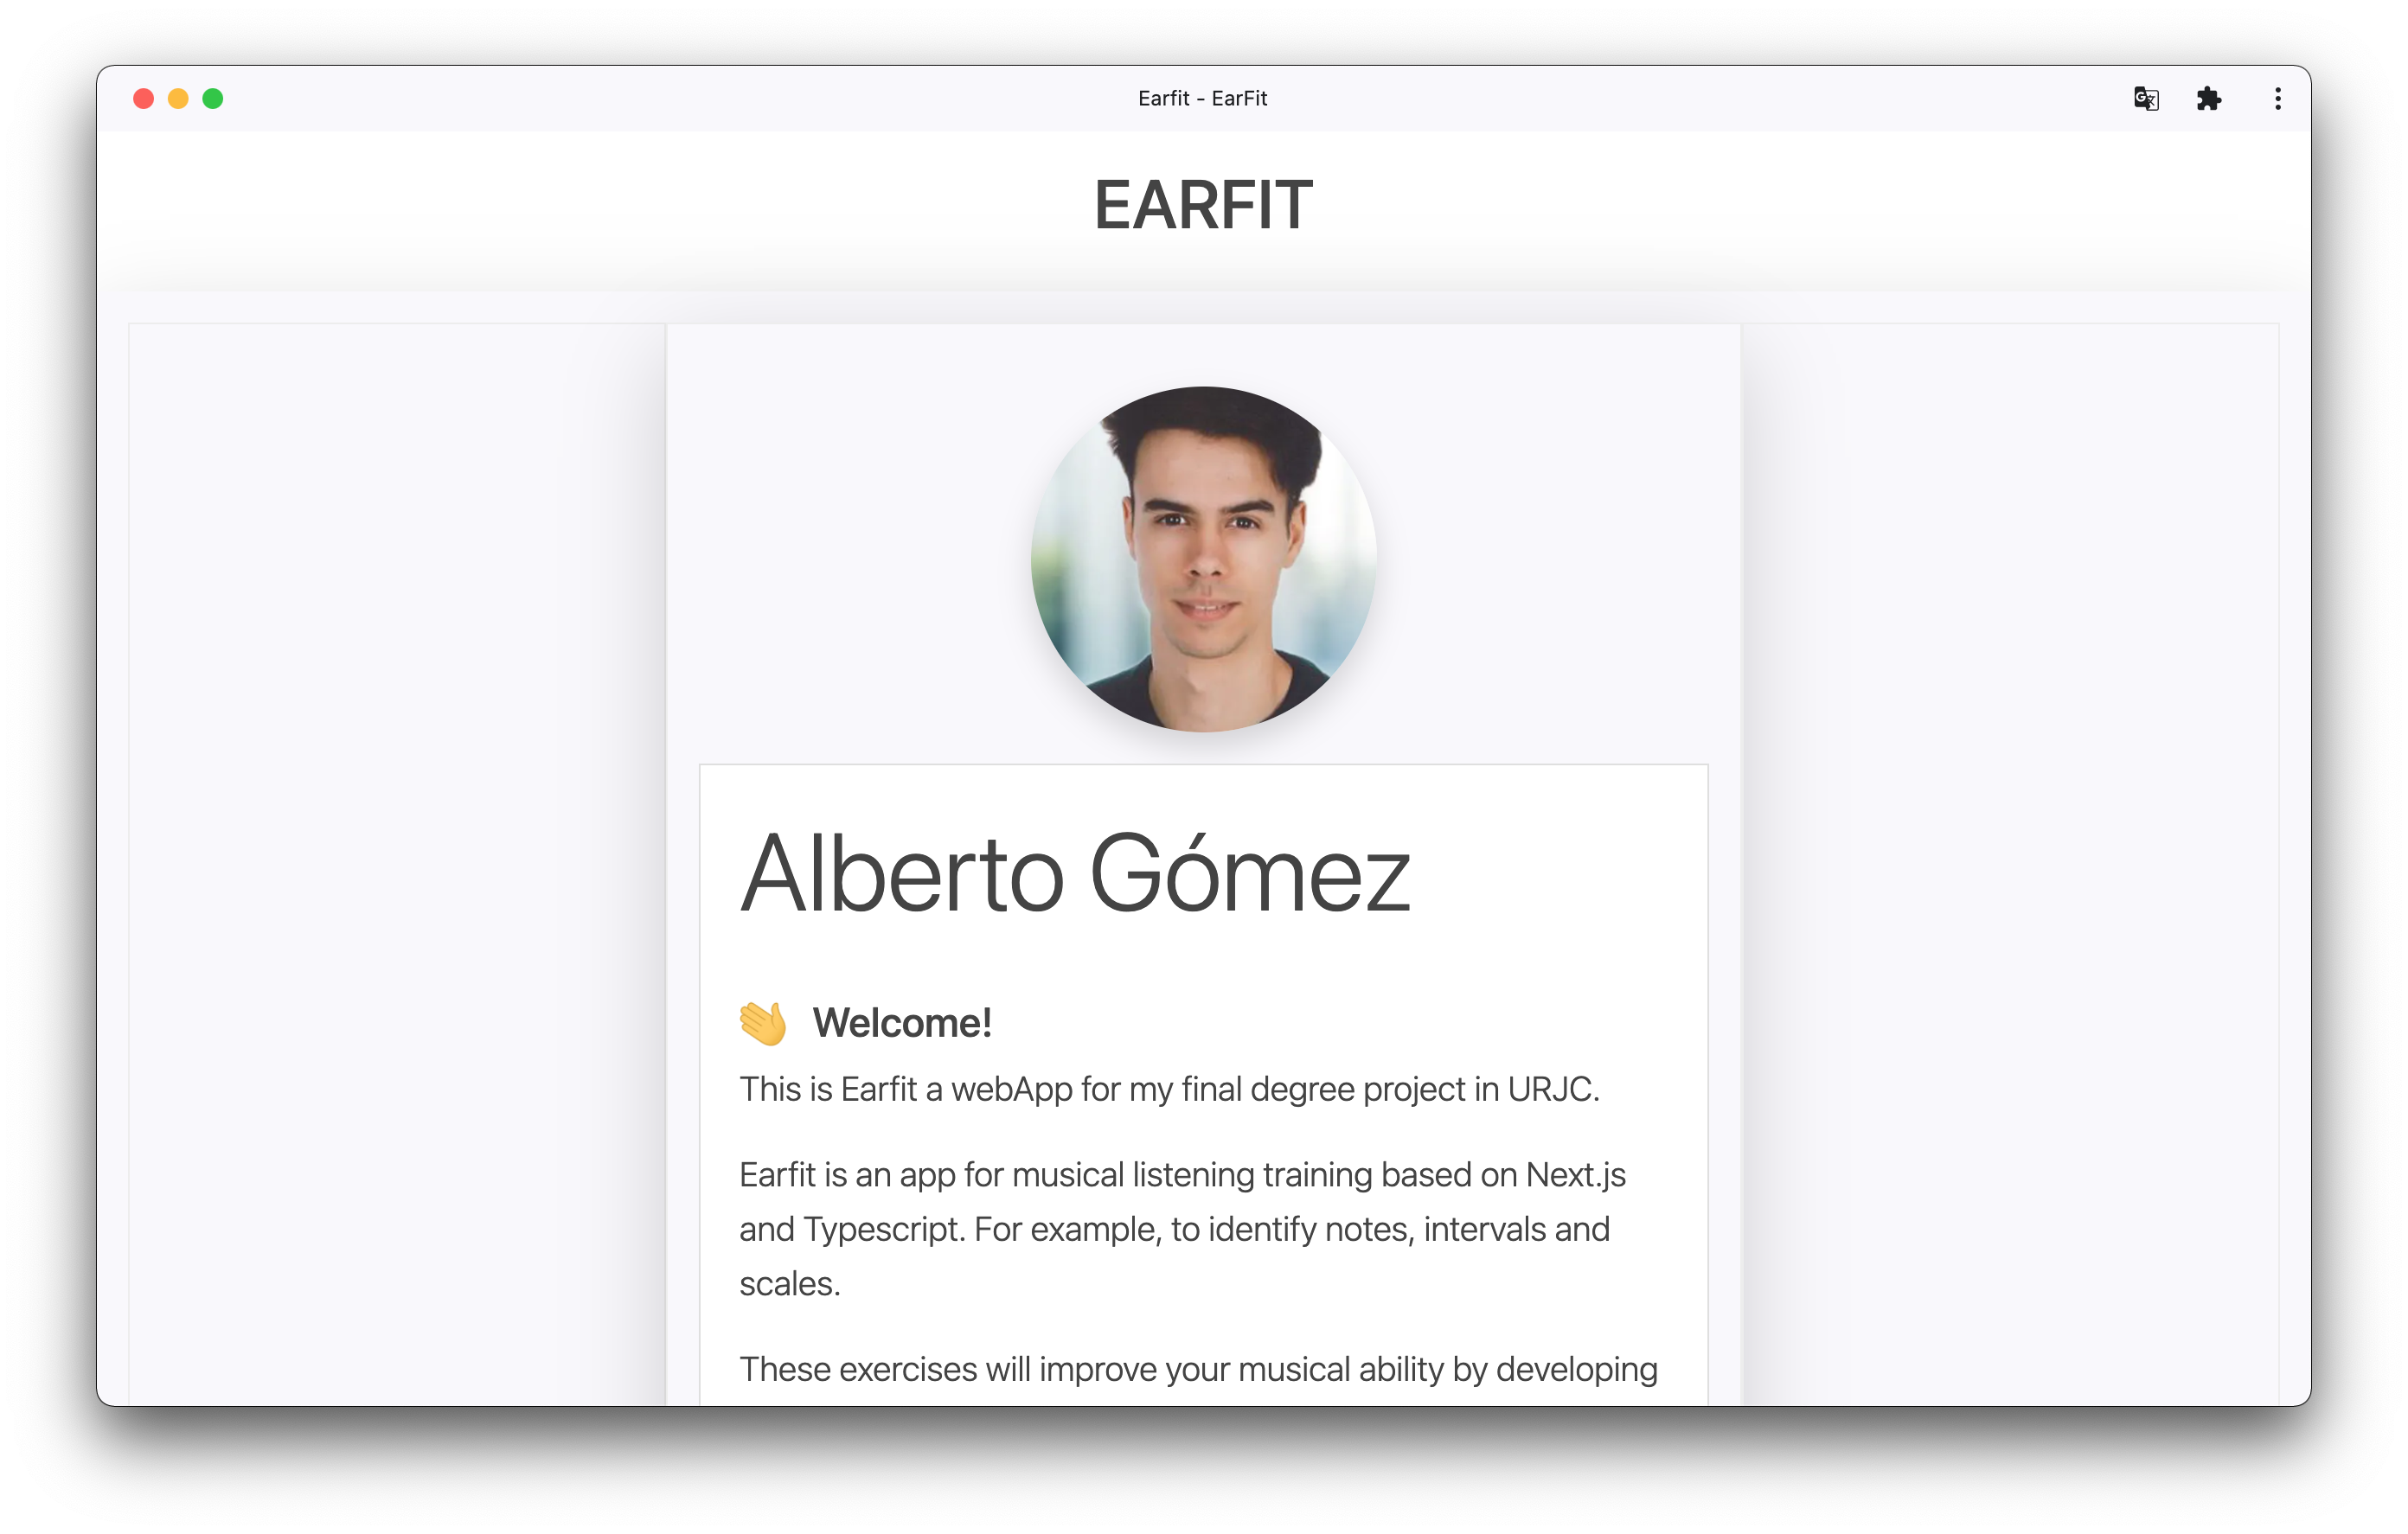 Earfit - EarFit
EARFIT
Alberto Gómez
👋 Welcome!
This is Earfit a webApp for my final degree project in URJC.
Earfit is an app for musical listening training based on Next.js
and Typescript. For example, to identify notes, intervals and
scales.
These exercises will improve your musical ability by developing